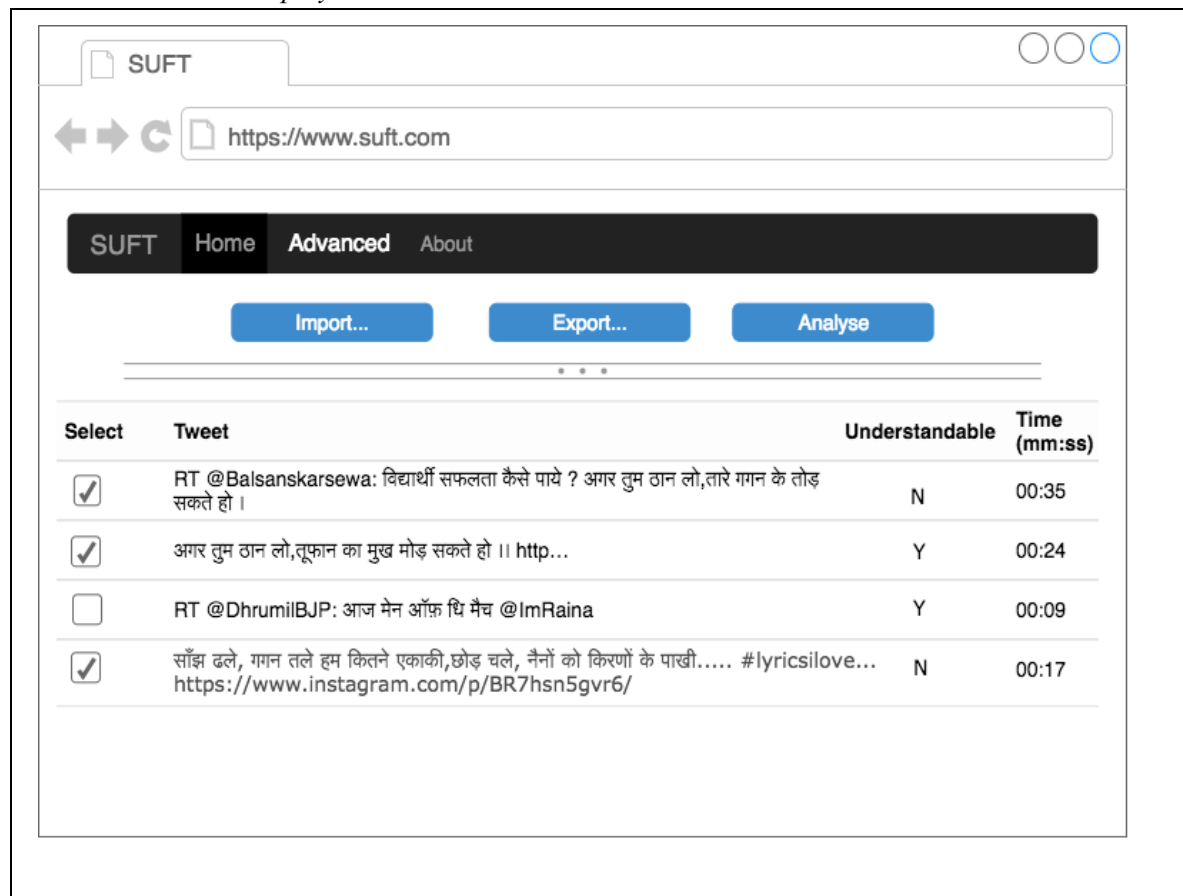 SUFT
https://www.suft.com
SUFT Home Advanced About
Import... Export... Analyse
Select Tweet Understandable Time (mm:ss)
RT @Balsanskarsewa: विद्यार्थी सफलता कैसे पाये ? अगर तुम ठान लो,तारे गगन के तोड़
सकते हो ।
N 00:35
अगर तुम ठान लो,तूफान का मुख मोड़ सकते हो ।। http... Y 00:24
RT @DhrumilBJP: आज मेन ऑफ़ धि मैच @ImRaina Y 00:09
साँझ ढले, गगन तले हम कितने एकाकी,छोड़ चले, नैनों को किरणों के पाखी..... #lyricsilove...
https://www.instagram.com/p/BR7hsn5gvr6/
N 00:17